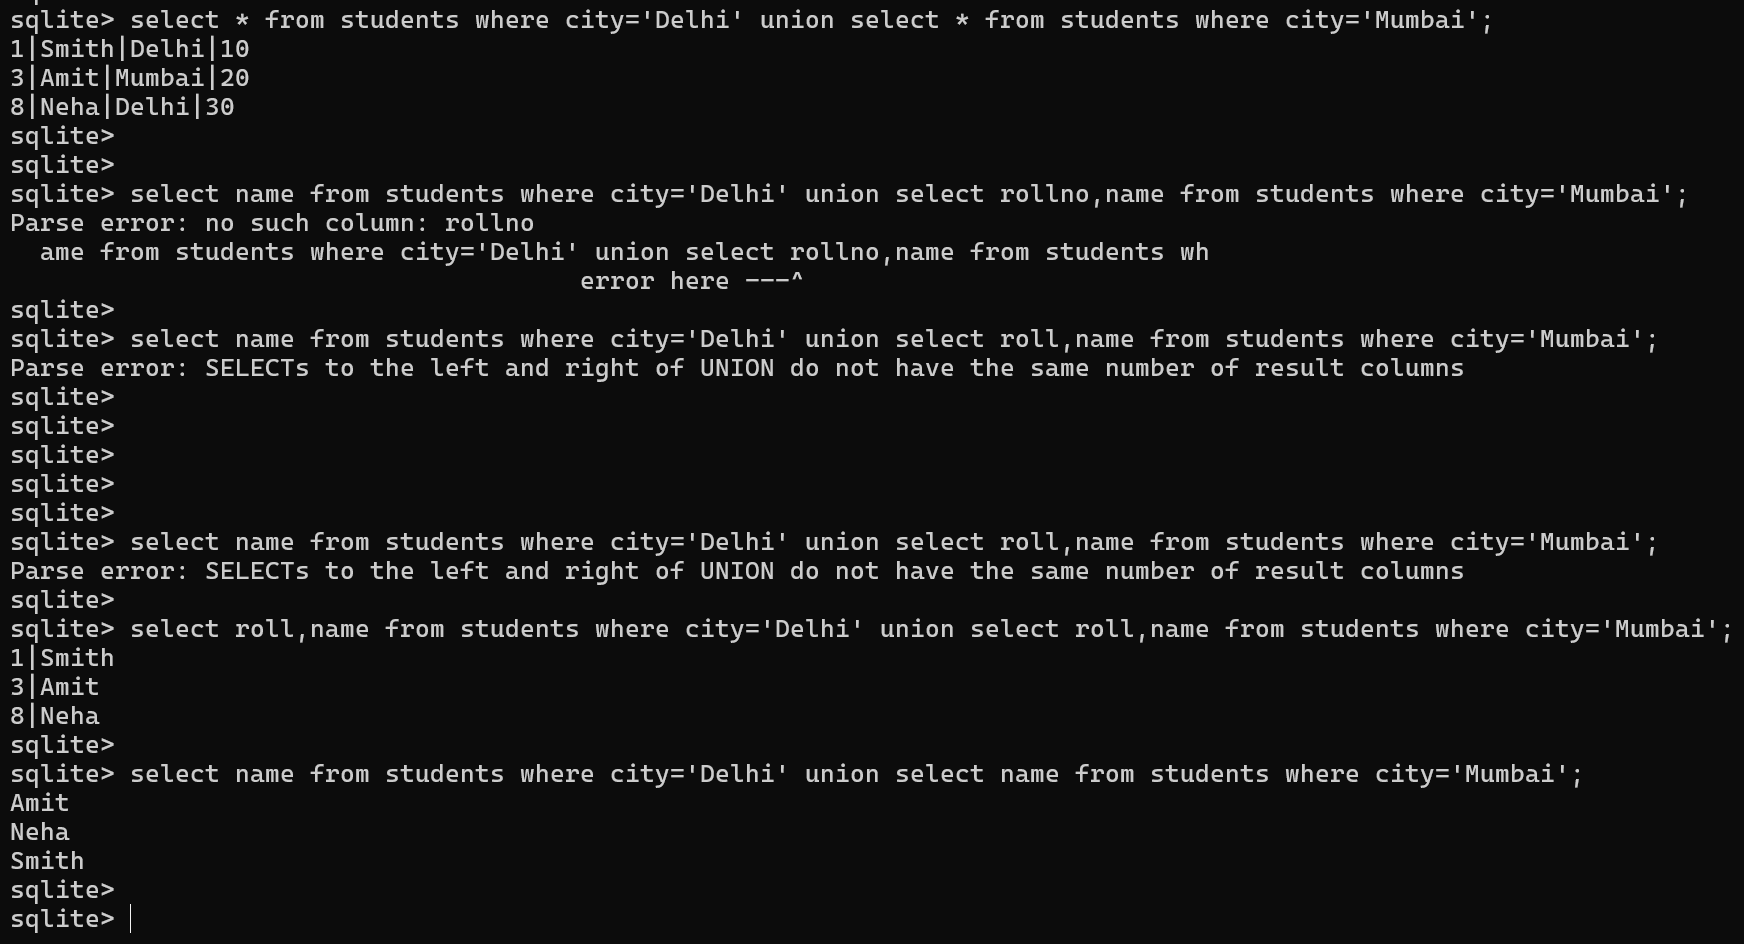 sqlite> select * from students where city='Delhi' union select * from students where city='Mumbai';
1|Smith|Delhi|10
3|Amit|Mumbai|20
8|Neha|Delhi|30
sqlite>
sqlite>
sqlite> select name from students where city='Delhi' union select rollno,name from students where city='Mumbai';
Parse error: no such column: rollno
  ame from students where city='Delhi' union select rollno,name from students wh
                                      error here ---^
sqlite>
sqlite> select name from students where city='Delhi' union select roll,name from students where city='Mumbai';
Parse error: SELECTs to the left and right of UNION do not have the same number of result columns
sqlite>
sqlite>
sqlite>
sqlite>
sqlite>
sqlite> select name from students where city='Delhi' union select roll,name from students where city='Mumbai';
Parse error: SELECTs to the left and right of UNION do not have the same number of result columns
sqlite>
sqlite> select roll,name from students where city='Delhi' union select roll,name from students where city='Mumbai';
1|Smith
3|Amit
8|Neha
sqlite>
sqlite> select name from students where city='Delhi' union select name from students where city='Mumbai';
Amit
Neha
Smith
sqlite>
sqlite>